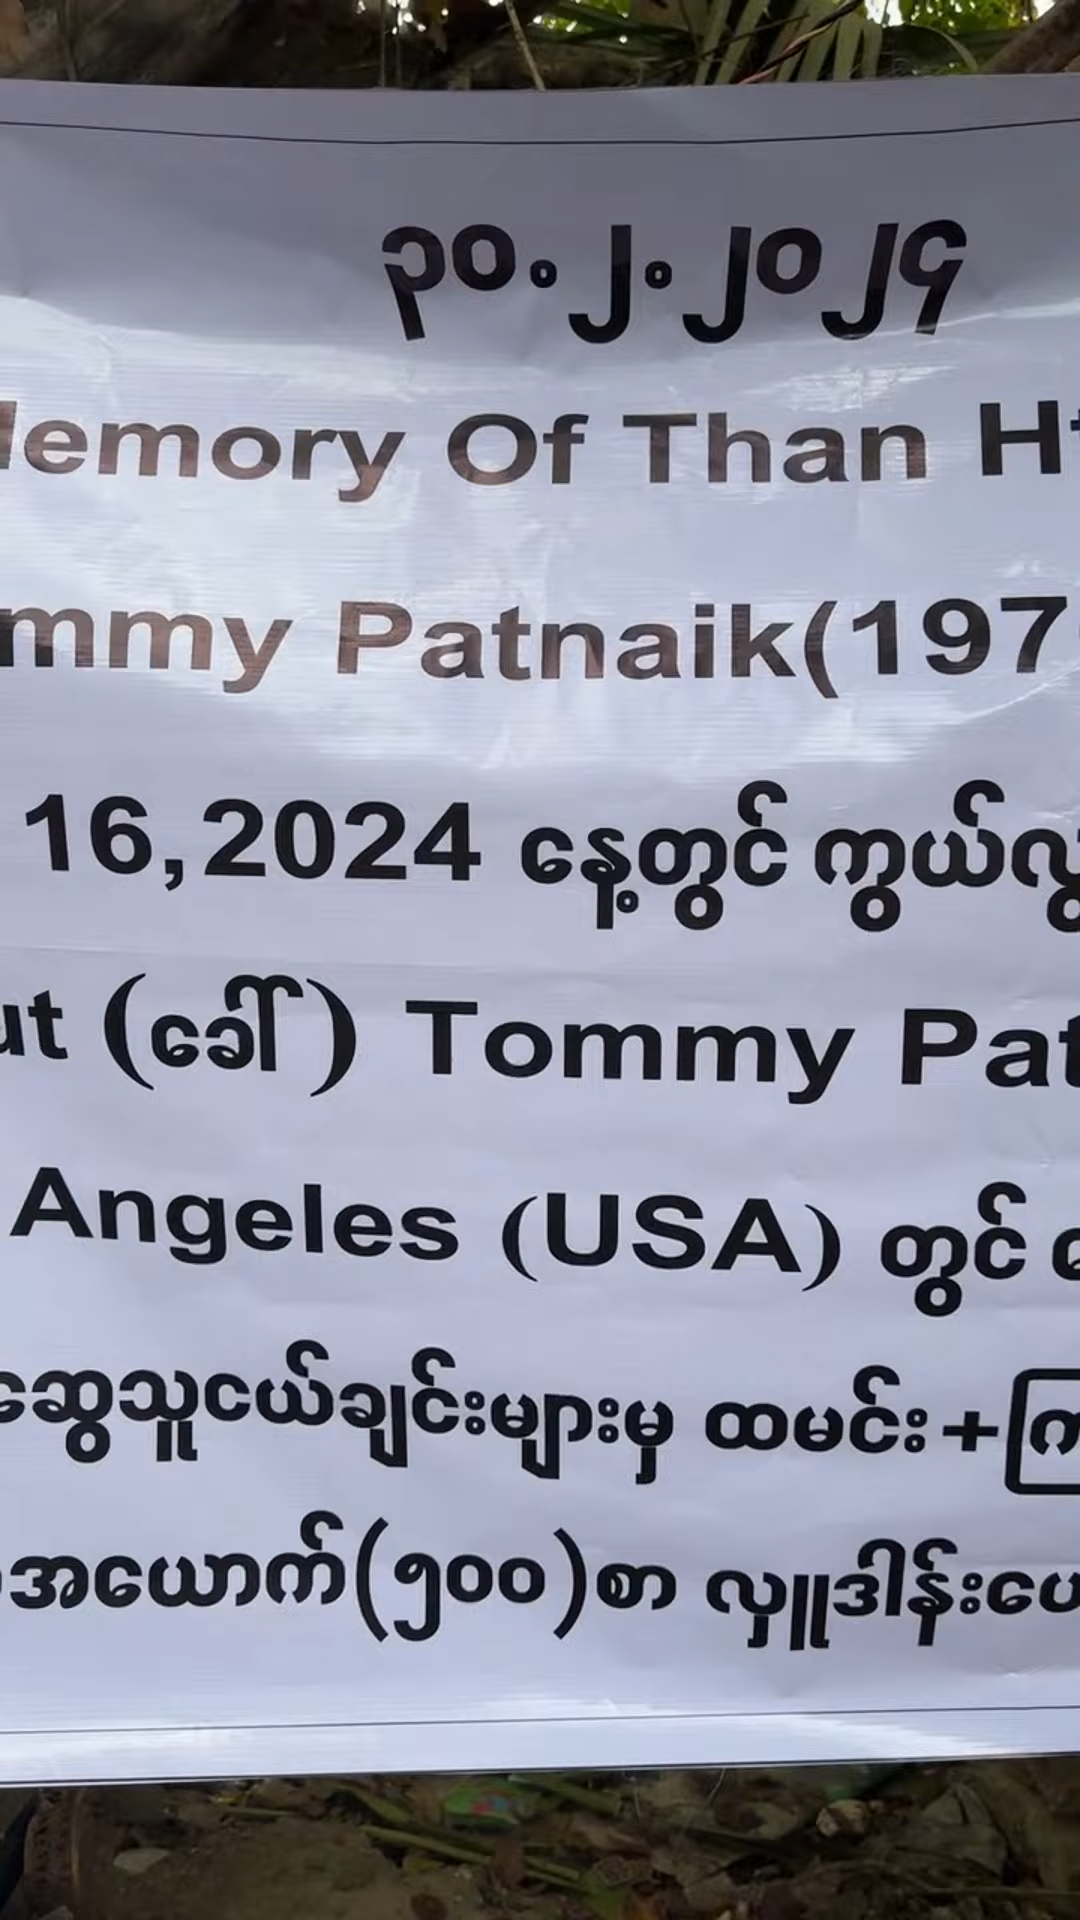 ၃၀.၂.၂၀၂၄
Memory Of Than
mmy Patnaik(197
16,2024 နေ့တွင် ကွယ်လွ
ut (ခေါ်) Tommy Pat
Angeles (USA) တွင်
ဆွေသူငယ်ချင်းများမှ ထမင်း+ကြ
အယောက်(၅၀၀)စာ လှူဒါန်းပေ